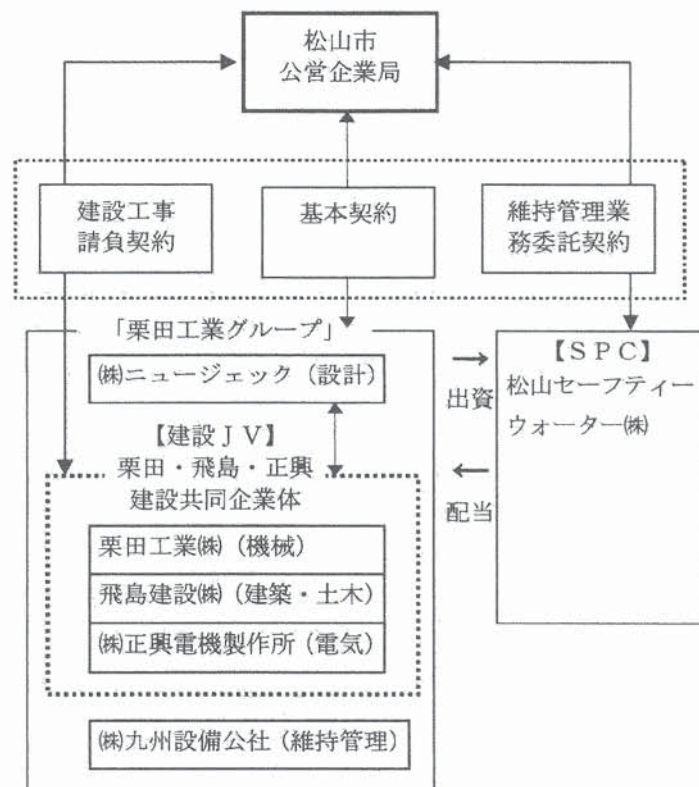 松山市
公営企業局
建設工事
請負契約
基本契約
維持管理業
務委託契約
「栗田工業グループ」
㈱ニュージェック（設計）
【建設ＪＶ】
栗田・飛島・正興
建設共同企業体
栗田工業㈱（機械）
飛島建設㈱（建築・土木）
㈱正興電機製作所（電気）
㈱九州設備公社（維持管理）
→
出資
←
配当
【ＳＰＣ】
松山セーフティー
ウォーター㈱